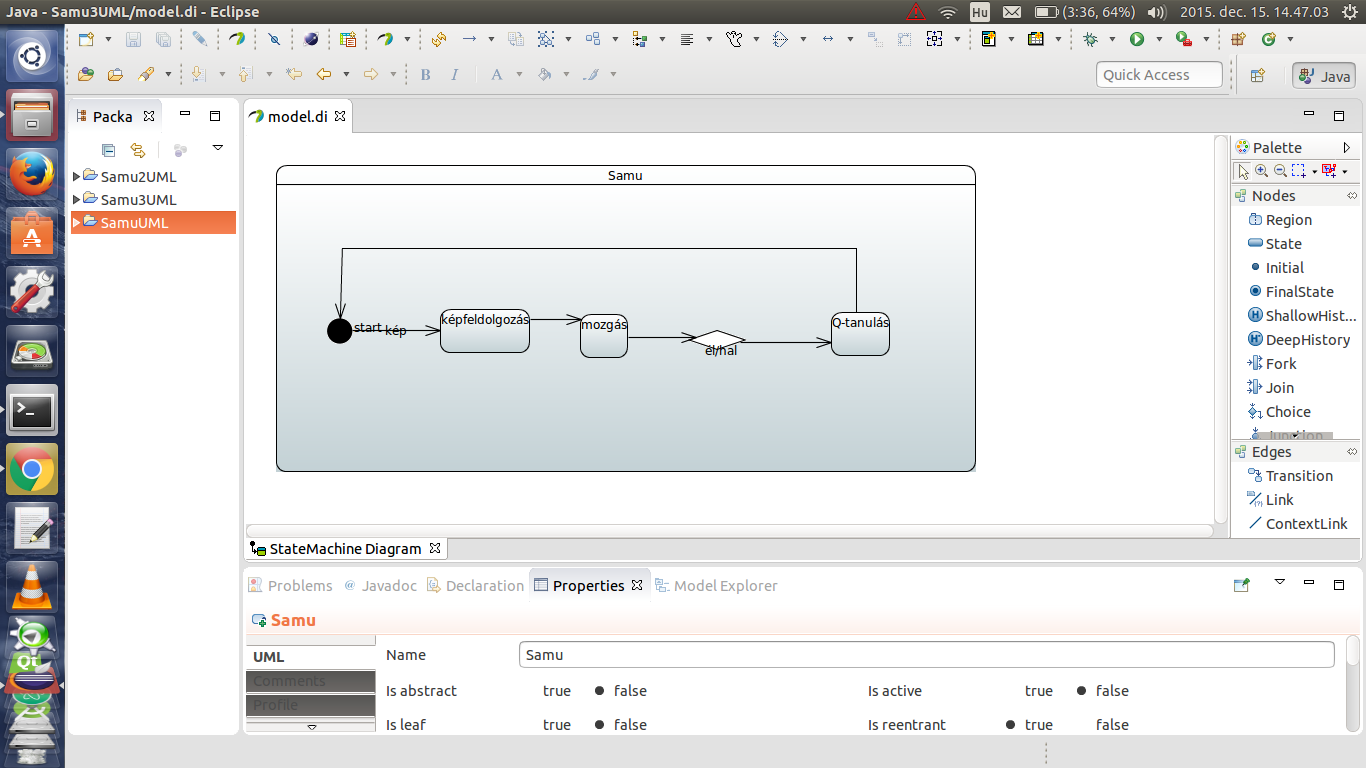 Java - Samu3UML/model.di - Eclipse
Hu
(3:36, 64%)
2015. dec. 15. 14.47.03
B I A
Quick Access
Java
Packa
model.di
Samu2UML
Samu3UML
SamuUML
Samu
start
kép
képfeldolgozás
mozgás
él/hal
Q-tanulás
Palette
Nodes
Region
State
Initial
FinalState
ShallowHist...
DeepHistory
Fork
Join
Choice
Junction
Edges
Transition
Link
ContextLink
StateMachine Diagram
Problems
@ Javadoc
Declaration
Properties
Model Explorer
Samu
UML
Comments
Profile
Name
Samu
Is abstract true false
Is active true false
Is leaf true false
Is reentrant true false
Qt